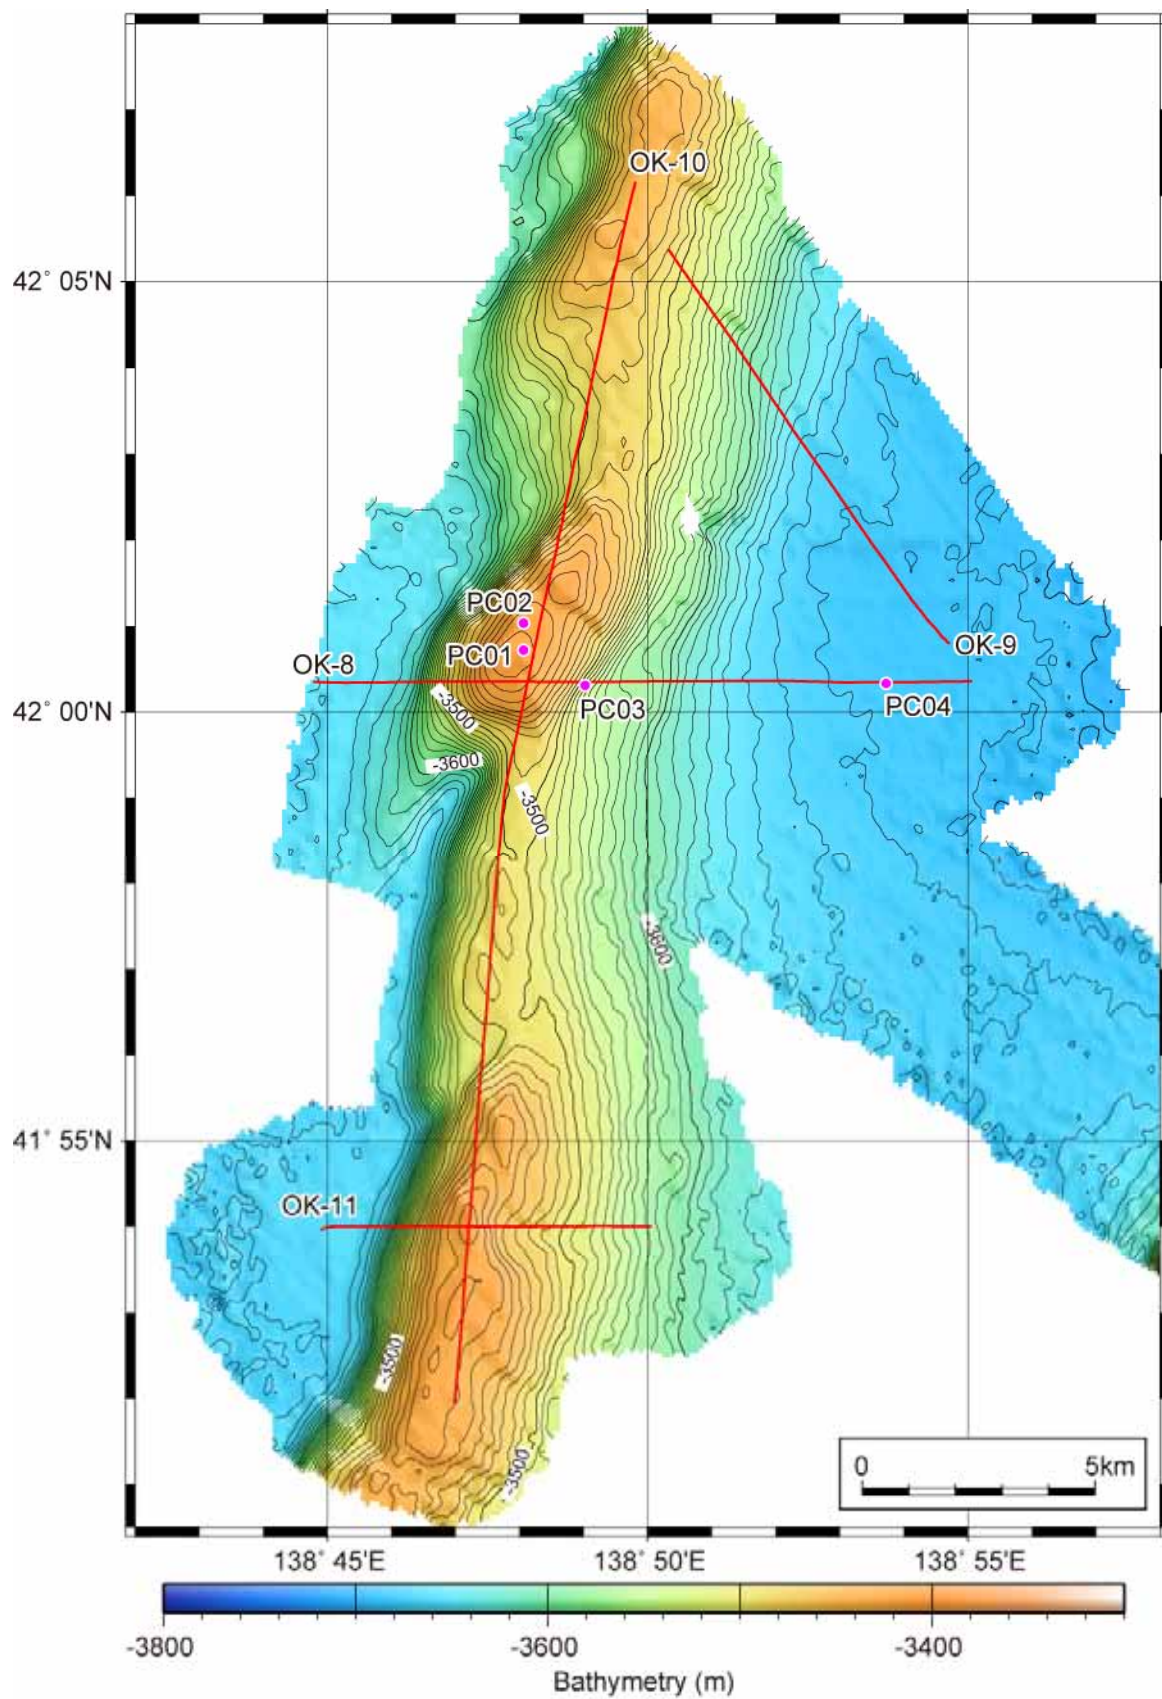 OK-10
42° 05'N
PC02
PC01
OK-9
OK-8
-3500
PC03
PC04
42° 00'N
-3600
-3500
-3600
41° 55'N
OK-11
-3500
-3500
0 5km
138° 45'E 138° 50'E 138° 55'E
-3800 -3600 -3400
Bathymetry (m)